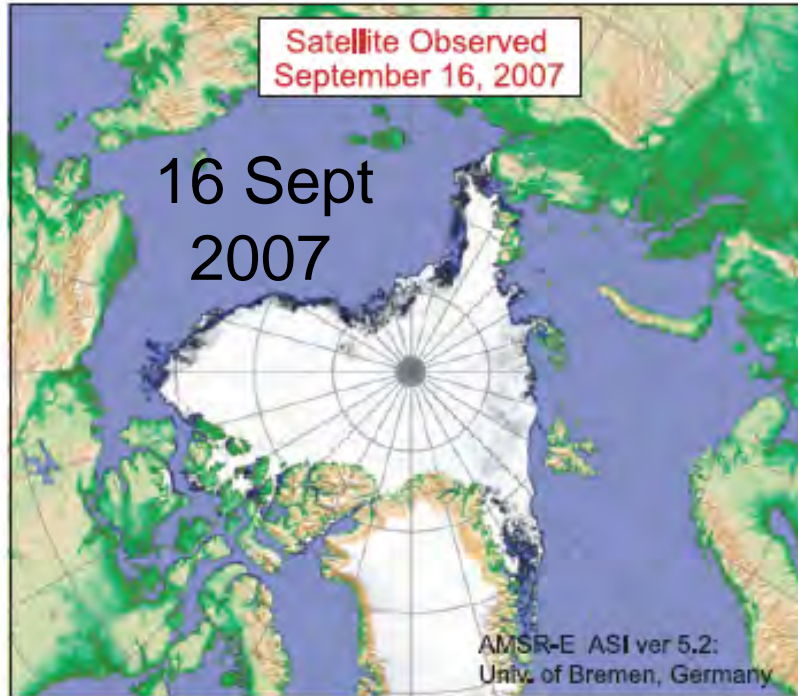 Satellite Observed
September 16, 2007
16 Sept
2007
AMSR-E ASI ver 5.2:
Univ. of Bremen, Germany